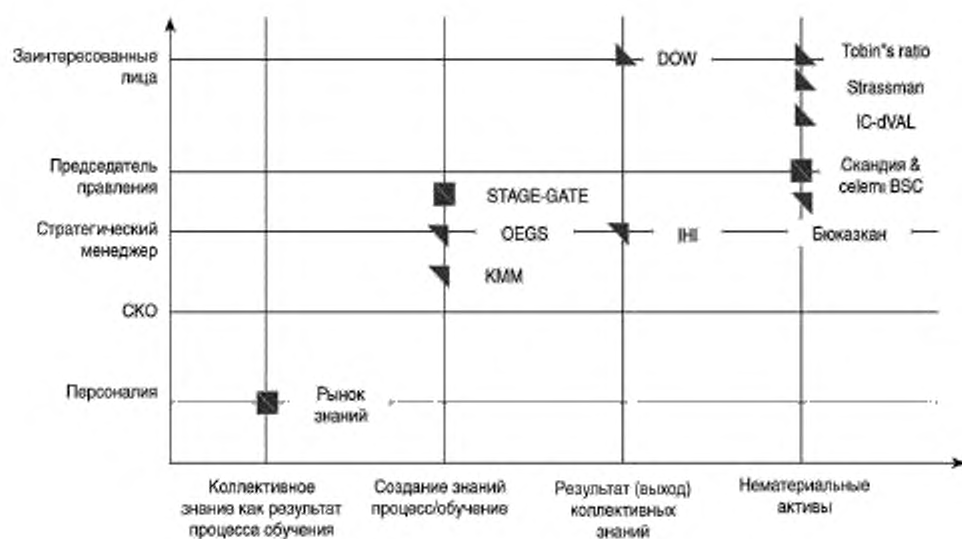 Заинтересованные
лица
DOW
Tobin"s ratio
Strassman
IC-dVAL
Председатель
правления
Скандия &
celemi BSC
STAGE-GATE
Стратегический
менеджер
OEGS
IHI
Бюказкан
KMM
СКО
Персоналия
Рынок
знаний
Коллективное
знание как результат
процесса обучения
Создание знаний
процесс/обучение
Результат (выход)
коллективных
знаний
Нематериальные
активы